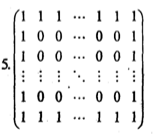 5. ( 1 1 1 ⋯ 1 1 1
1 0 0 ⋯ 0 0 1
1 0 0 ⋯ 0 0 1
⋮ ⋮ ⋮ ⋱ ⋮ ⋮ ⋮
1 0 0 ⋯ 0 0 1
1 1 1 ⋯ 1 1 1 )